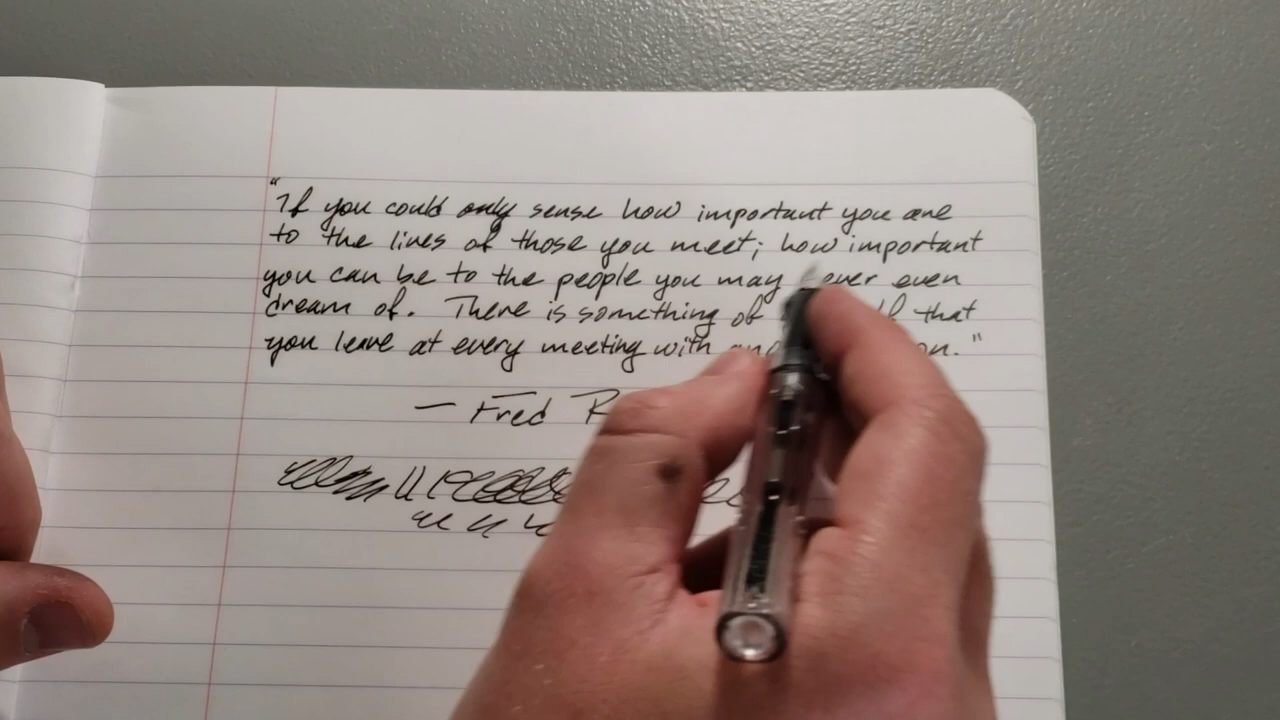 "If you could only sense how important you are
to the lives of those you meet; how important
you can be to the people you may even
dream of. There is something of that
you leave at every meeting with
— Fred